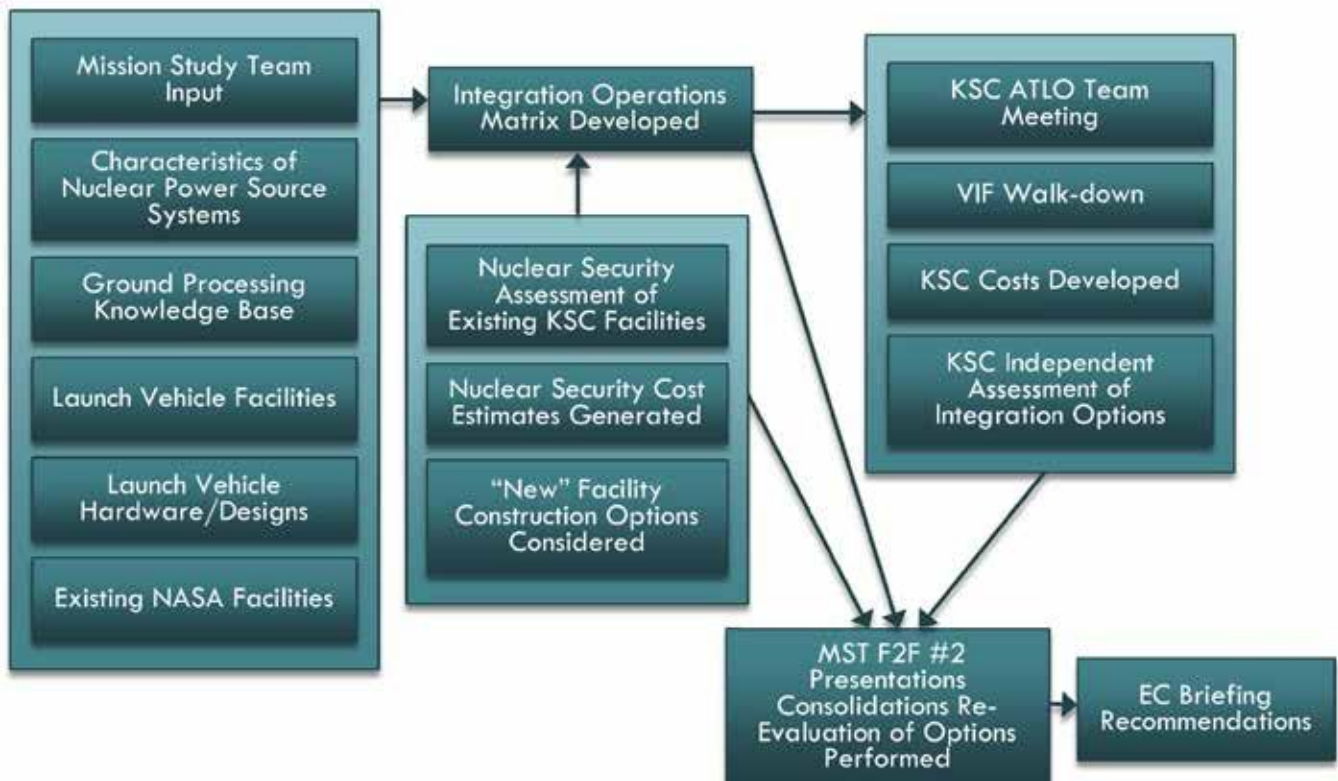 Mission Study Team
Input
Characteristics of
Nuclear Power Source
Systems
Ground Processing
Knowledge Base
Launch Vehicle Facilities
Launch Vehicle
Hardware/Designs
Existing NASA Facilities
Integration Operations
Matrix Developed
Nuclear Security
Assessment of
Existing KSC Facilities
Nuclear Security Cost
Estimates Generated
“New” Facility
Construction Options
Considered
KSC ATLO Team
Meeting
VIF Walk-down
KSC Costs Developed
KSC Independent
Assessment of
Integration Options
MST F2F #2
Presentations
Consolidations Re-
Evaluation of Options
Performed
EC Briefing
Recommendations